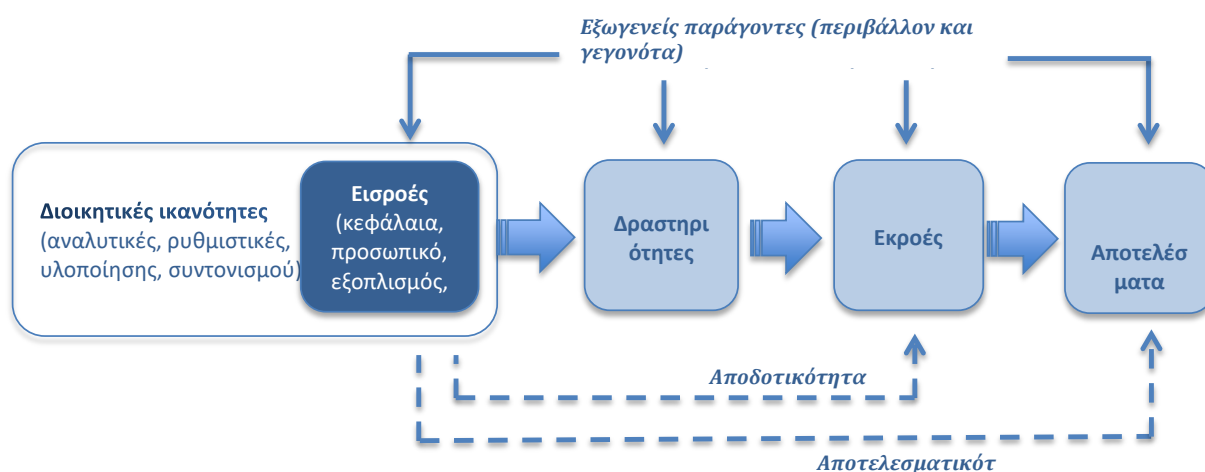 Εξωγενείς παράγοντες (περιβάλλον και
γεγονότα)
Διοικητικές ικανότητες
(αναλυτικές, ρυθμιστικές,
υλοποίησης, συντονισμού)
Εισροές
(κεφάλαια,
προσωπικό,
εξοπλισμός,
Δραστηρι
ότητες
Εκροές
Αποτελέσ
ματα
Αποδοτικότητα
Αποτελεσματικότ